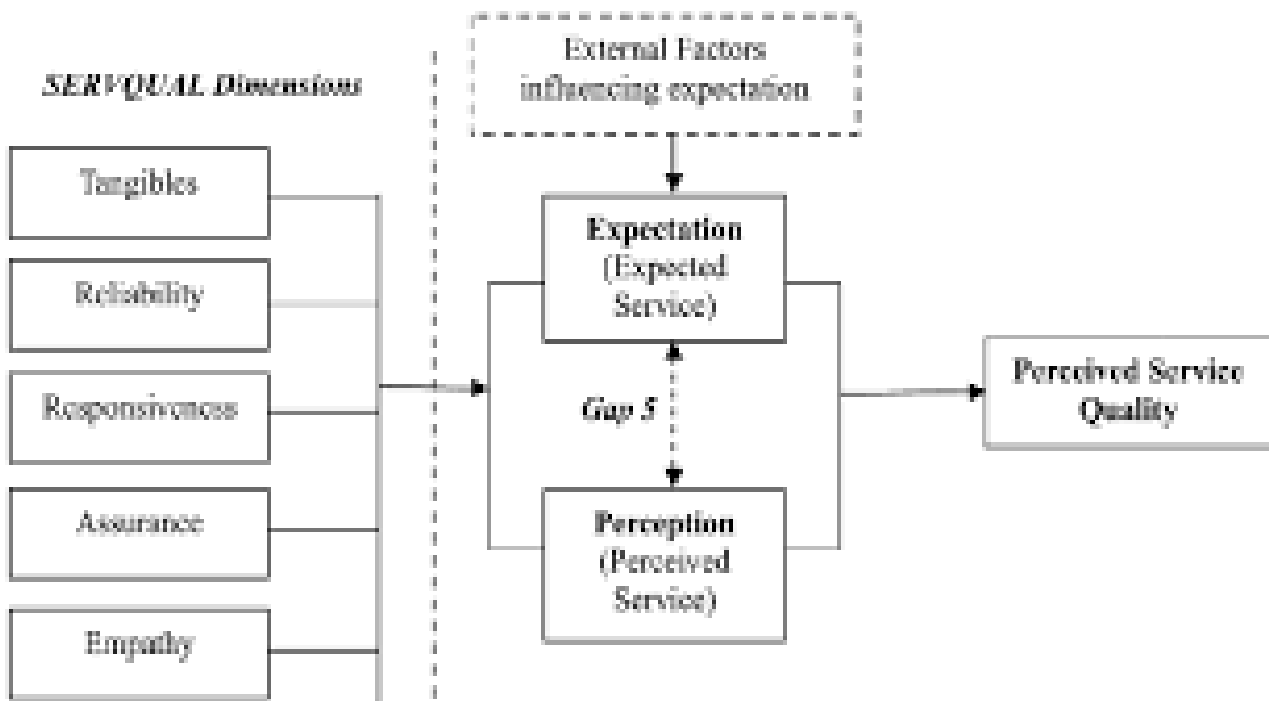 SERVQUAL Dimensions
Tangibles
Reliability
Responsiveness
Assurance
Empathy
External Factors
influencing expectation
Expectation
(Expected
Service)
Gap 5
Perception
(Perceived
Service)
Perceived Service
Quality